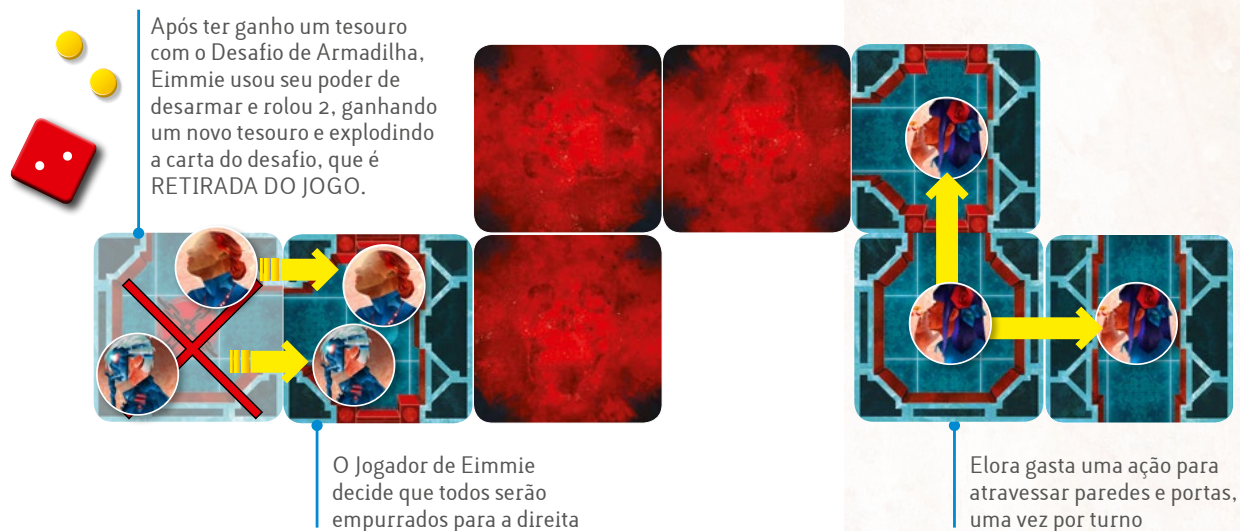 Após ter ganho um tesouro
com o Desafio de Armadilha,
Eimmie usou seu poder de
desarmar e rolou 2, ganhando
um novo tesouro e explodindo
a carta do desafio, que é
RETIRADA DO JOGO.
O Jogador de Eimmie
decide que todos serão
empurrados para a direita
Elora gasta uma ação para
atravessar paredes e portas,
uma vez por turno